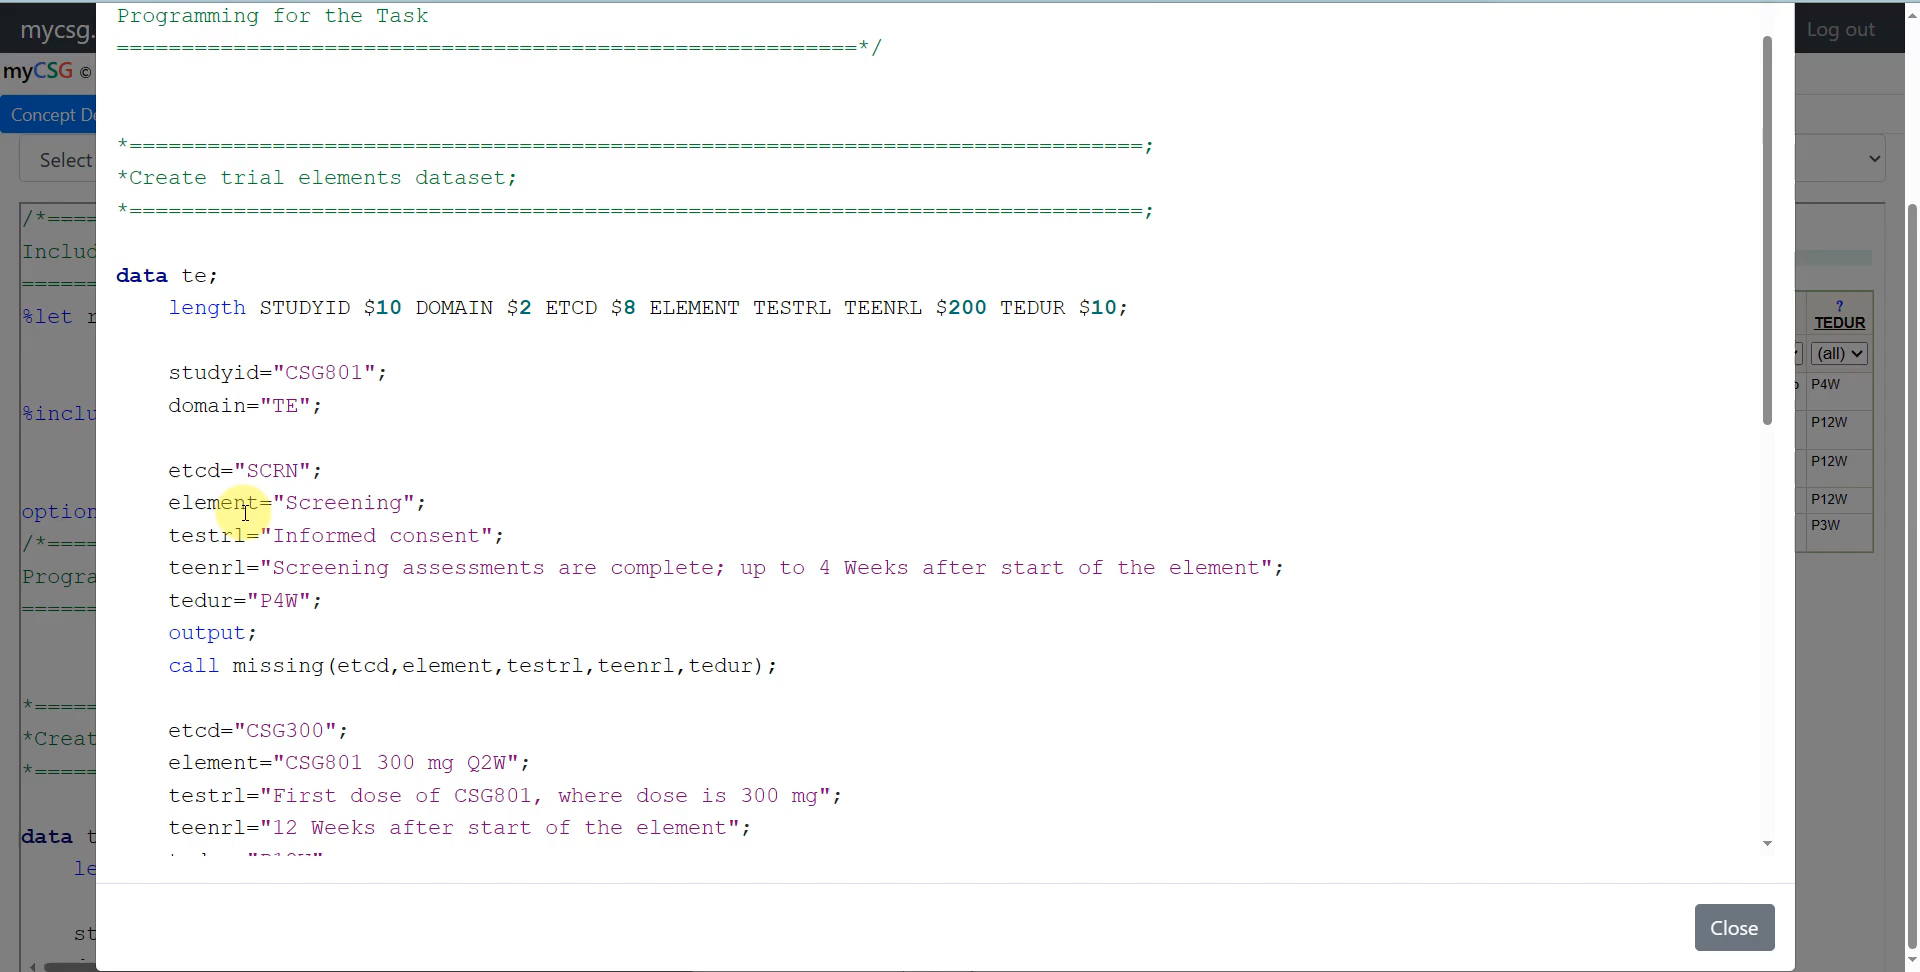 mycsg.
Log out
myCSG ©
Concept De
Select
Programming for the Task
=========================================================*/
*==============================================================================;
*Create trial elements dataset;
*==============================================================================;
data te;
length STUDYID $10 DOMAIN $2 ETCD $8 ELEMENT TESTRL TEENRL $200 TEDUR $10;
studyid="CSG801";
domain="TE";
etcd="SCRN";
element="Screening";
testrl="Informed consent";
teenrl="Screening assessments are complete; up to 4 Weeks after start of the element";
tedur="P4W";
output;
call missing(etcd,element,testrl,teenrl,tedur);
etcd="CSG300";
element="CSG801 300 mg Q2W";
testrl="First dose of CSG801, where dose is 300 mg";
teenrl="12 Weeks after start of the element";
/*=====
Includ
======
%let r
%inclu
option
/*=====
Progra
======
*=====
*Creat
*=====
data t
le
st
?
TEDUR
(all)
P4W
P12W
P12W
P12W
P3W
Close